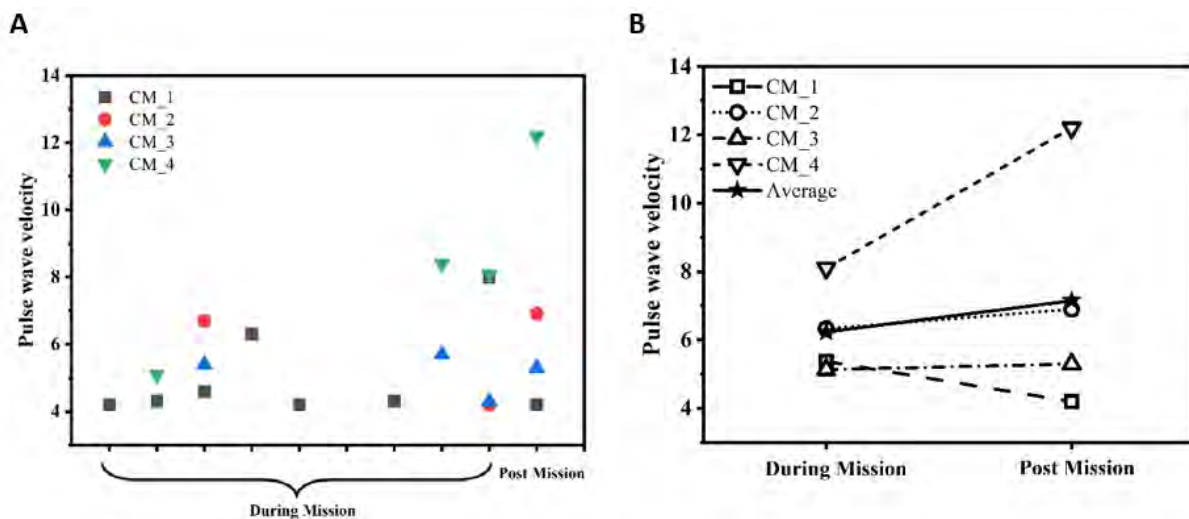 A
Pulse wave velocity
14
12
10
8
6
4
CM_1
CM_2
CM_3
CM_4
Post Mission
During Mission
B
Pulse wave velocity
14
12
10
8
6
4
CM_1
CM_2
CM_3
CM_4
Average
During Mission
Post Mission